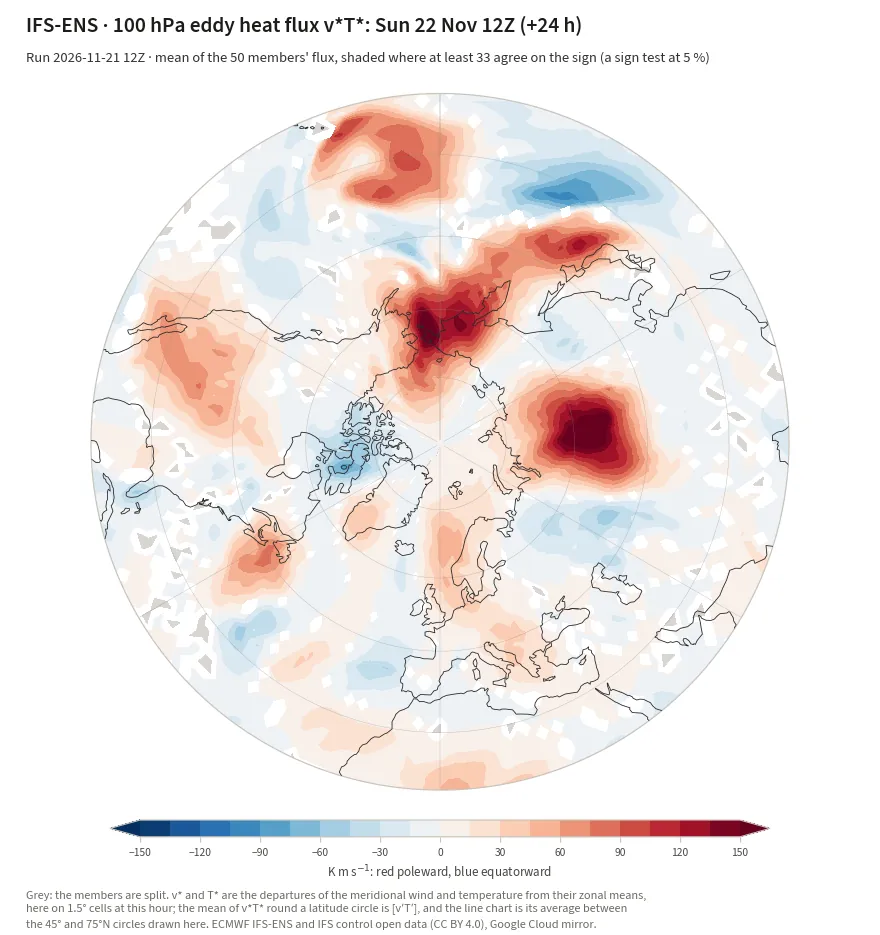 IFS-ENS · 100 hPa eddy heat flux v*T*: Sun 22 Nov 12Z (+24 h)
Run 2026-11-21 12Z · mean of the 50 members' flux, shaded where at least 33 agree on the sign (a sign test at 5 %)
−150 −120 −90 −60 −30 0 30 60 90 120 150
K m s⁻¹: red poleward, blue equatorward
Grey: the members are split. v* and T* are the departures of the meridional wind and temperature from their zonal means,
here on 1.5° cells at this hour; the mean of v*T* round a latitude circle is [v'T'], and the line chart is its average between
the 45° and 75°N circles drawn here. ECMWF IFS-ENS and IFS control open data (CC BY 4.0), Google Cloud mirror.